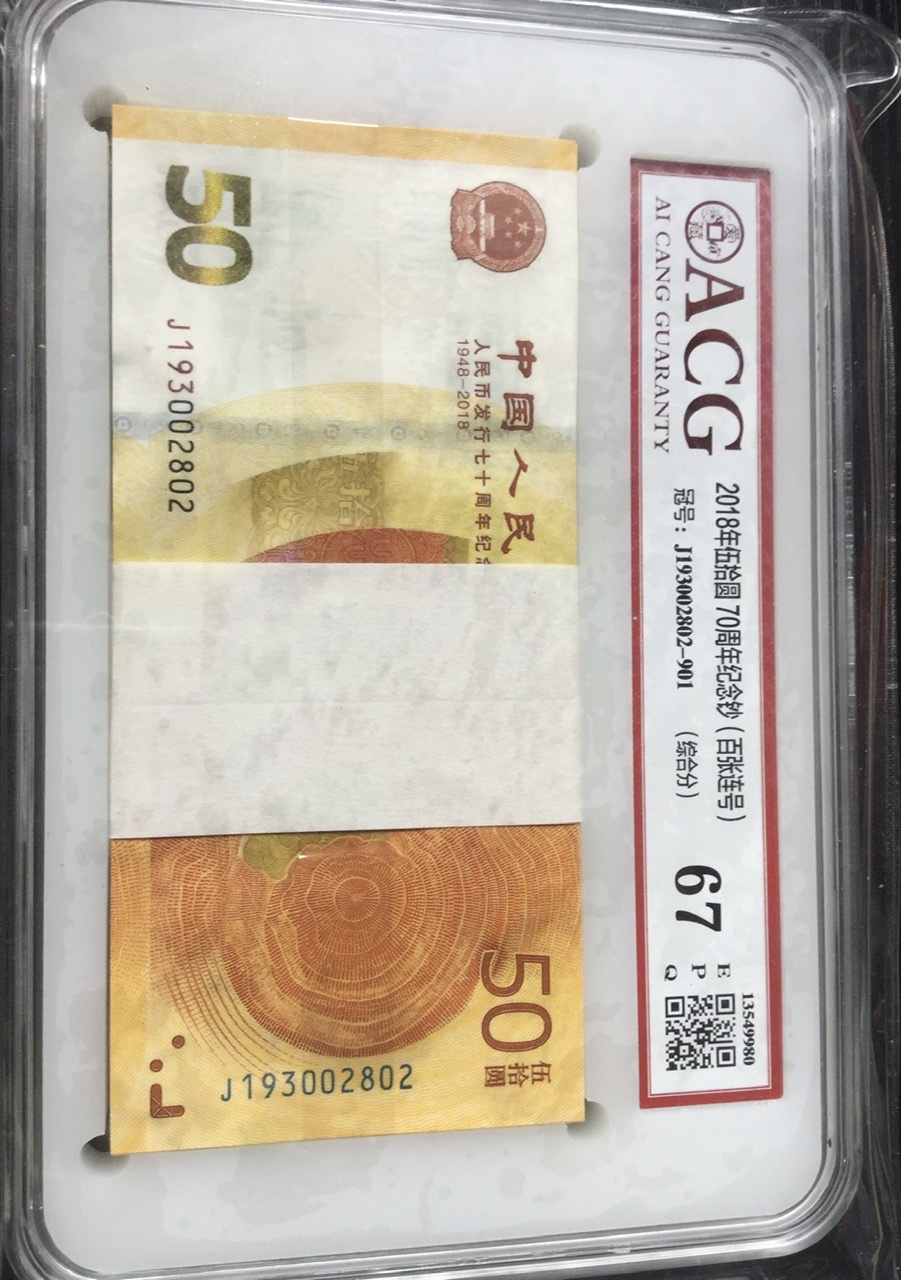 ACG
AI CANG GUARANTY
2018年伍拾圆 70周年纪念钞（百张连号）
冠号：J193002802-901 （综合分）
67
E
P
Q
13549980
中国人民
人民币发行七十周年纪念
1948-2018
50
J193002802
50
伍拾圓
J193002802